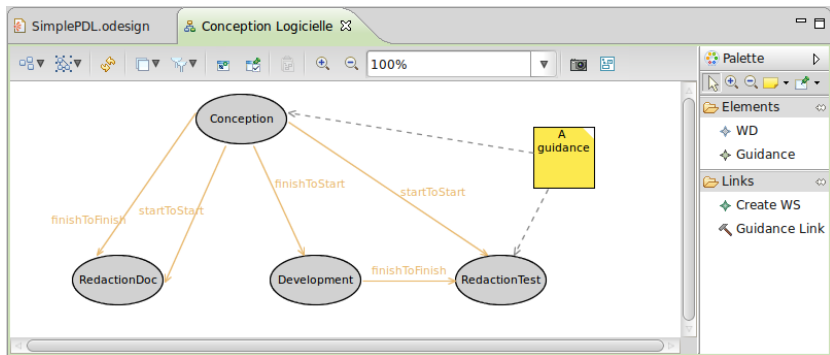 SimplePDL.odesign
Conception Logicielle
100%
Palette
Elements
WD
Guidance
Links
Create WS
Guidance Link
Conception
A
guidance
finishToStart
startToStart
startToStart
finishToFinish
finishToFinish
RedactionDoc
Development
RedactionTest